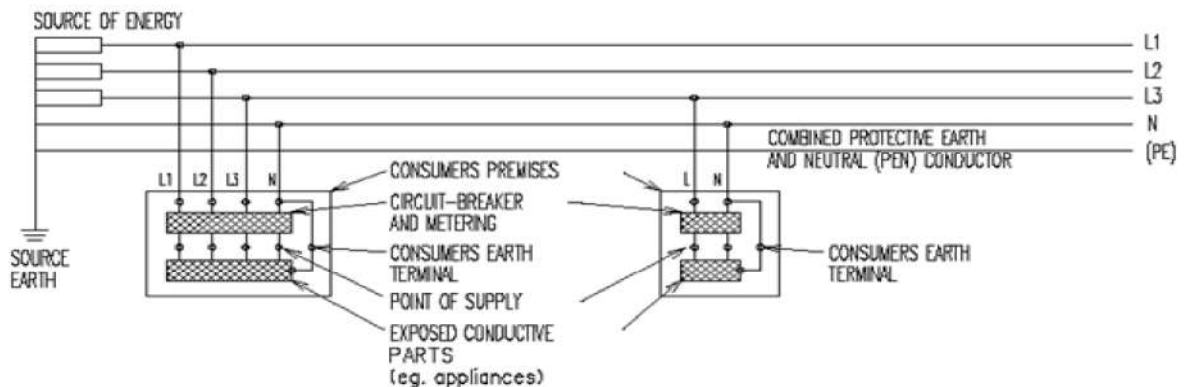 SOURCE OF ENERGY
L1
L2
L3
N
(PE)
COMBINED PROTECTIVE EARTH
AND NEUTRAL (PEN) CONDUCTOR
L1 L2 L3 N
L N
CONSUMERS PREMISES
CIRCUIT-BREAKER
AND METERING
CONSUMERS EARTH
TERMINAL
POINT OF SUPPLY
EXPOSED CONDUCTIVE
PARTS
(eg. appliances)
CONSUMERS EARTH
TERMINAL
SOURCE
EARTH